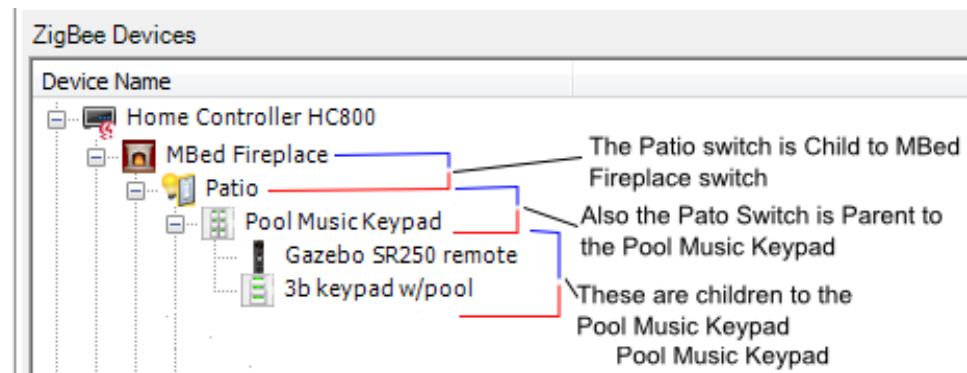 ZigBee Devices
Device Name
Home Controller HC800
MBed Fireplace
Patio
Pool Music Keypad
Gazebo SR250 remote
3b keypad w/pool
The Patio switch is Child to MBed
Fireplace switch
Also the Pato Switch is Parent to
the Pool Music Keypad
These are children to the
Pool Music Keypad
Pool Music Keypad